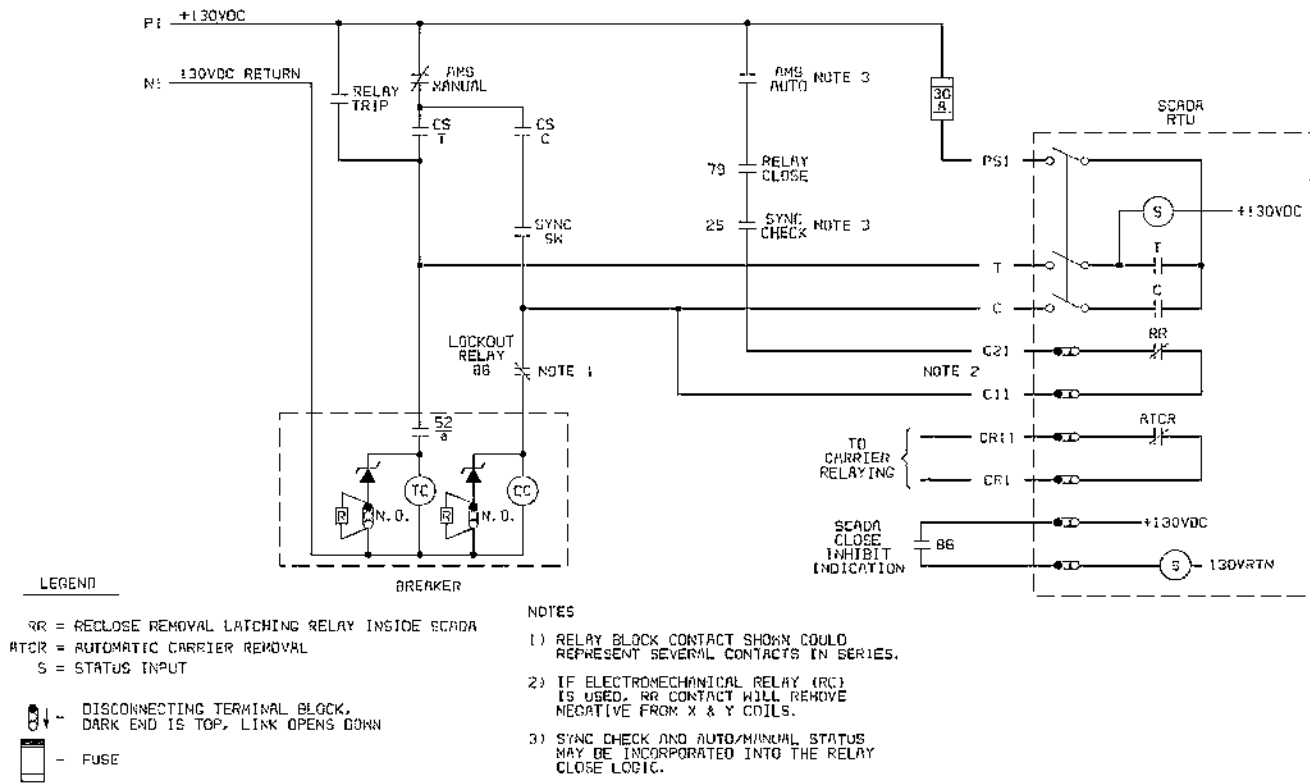 P1 +130VDC
N1 130VDC RETURN
RELAY
TRIP
AMS
MANUAL
CS
T
CS
C
SYNC
SW
AMS
AUTO NOTE 3
79 RELAY
CLOSE
25 SYNC
CHECK NOTE 3
30
A.
SCADA
RTU
PS1
S +130VDC
T T
C C
LOCKOUT
RELAY
86 NOTE 1
C21 RR
NOTE 2
C11
52
a
TC
CC
R N.O.
R N.O.
BREAKER
TO
CARRIER
RELAYING
CR11 RTCR
CR1
SCADA
CLOSE
INHIBIT
INDICATION
86
+130VDC
S 130VRTN
LEGEND
RR = RECLOSE REMOVAL LATCHING RELAY INSIDE SCADA
ATCR = AUTOMATIC CARRIER REMOVAL
S = STATUS INPUT
- DISCONNECTING TERMINAL BLOCK,
DARK END IS TOP, LINK OPENS DOWN
- FUSE
NOTES
1) RELAY BLOCK CONTACT SHOWN COULD
REPRESENT SEVERAL CONTACTS IN SERIES.
2) IF ELECTROMECHANICAL RELAY (RC)
IS USED, RR CONTACT WILL REMOVE
NEGATIVE FROM X & Y COILS.
3) SYNC CHECK AND AUTO/MANUAL STATUS
MAY BE INCORPORATED INTO THE RELAY
CLOSE LOGIC.